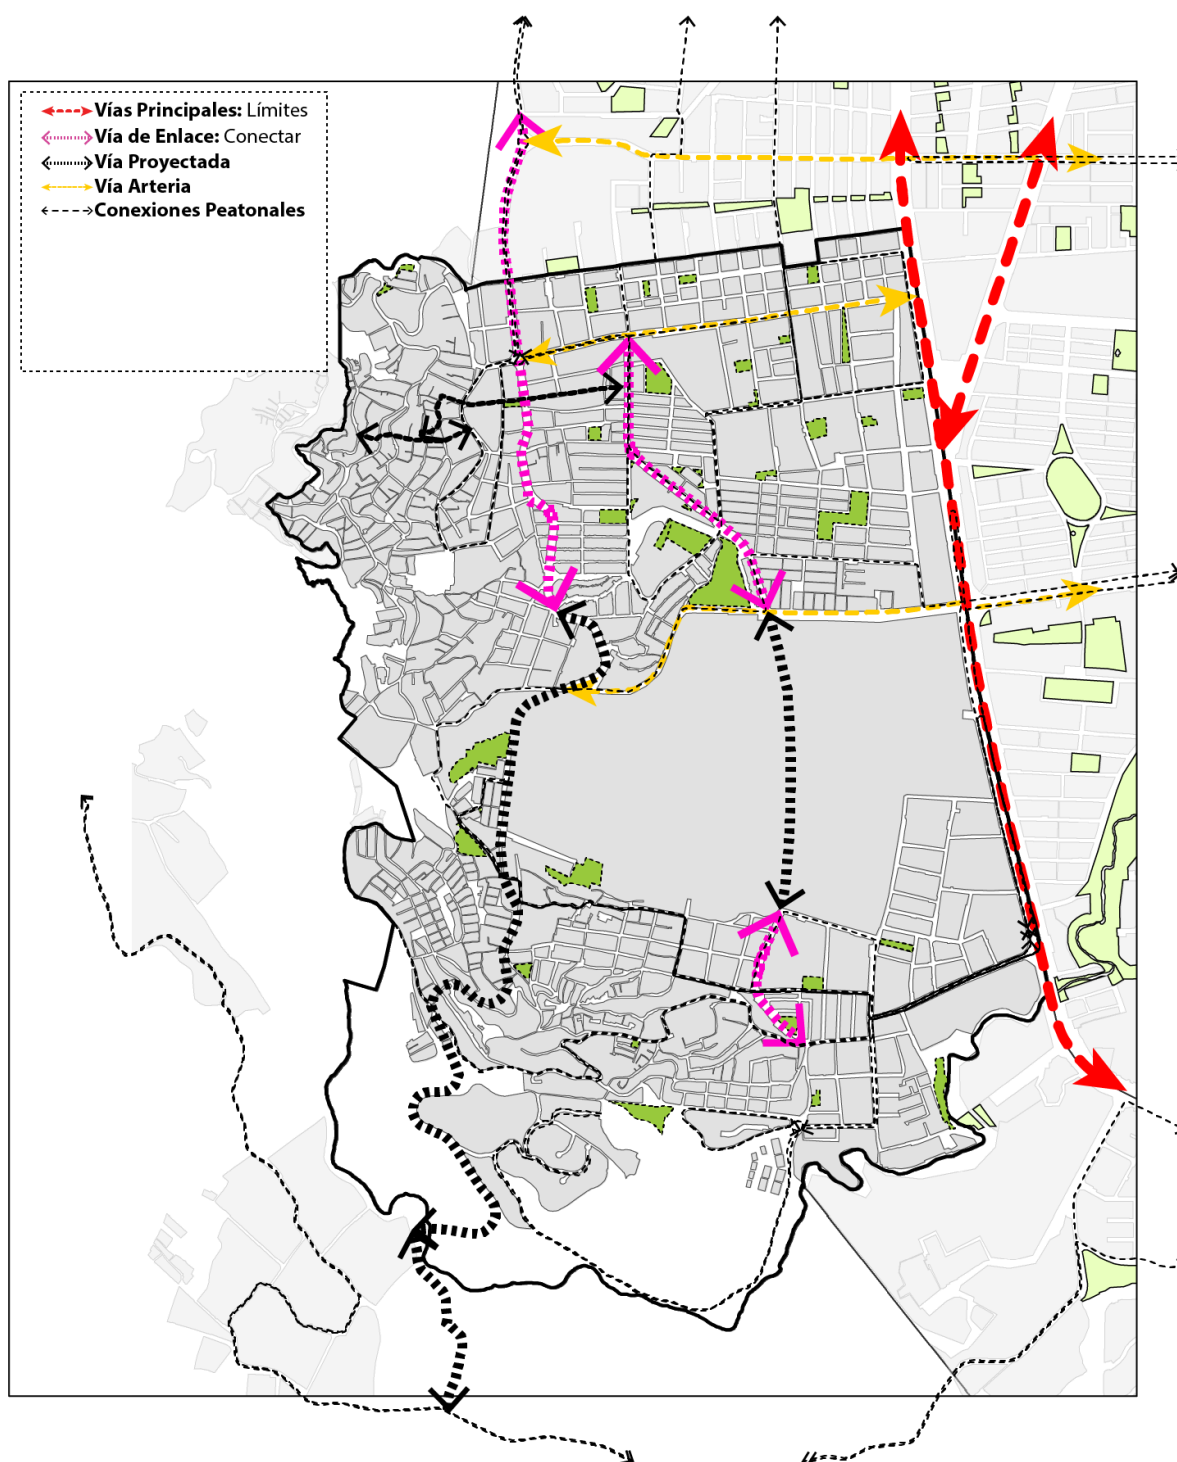 Vías Principales: Límites
Vía de Enlace: Conectar
Vía Proyectada
Vía Arteria
Conexiones Peatonales